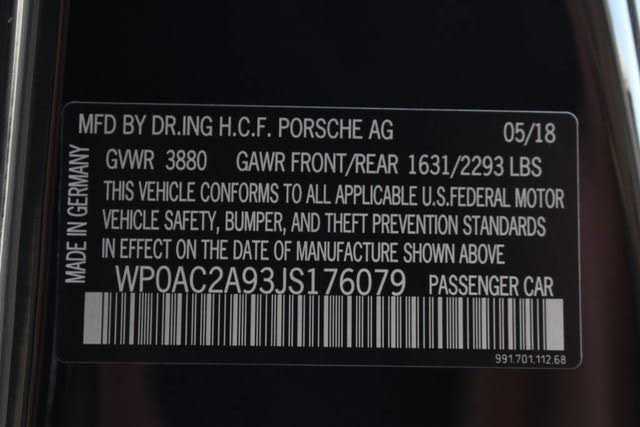 MFD BY DR.ING H.C.F. PORSCHE AG 05/18
GVWR 3880 GAWR FRONT/REAR 1631/2293 LBS
THIS VEHICLE CONFORMS TO ALL APPLICABLE U.S.FEDERAL MOTOR
VEHICLE SAFETY, BUMPER, AND THEFT PREVENTION STANDARDS
IN EFFECT ON THE DATE OF MANUFACTURE SHOWN ABOVE
WP0AC2A93JS176079 PASSENGER CAR
991.701.112.68
MADE IN GERMANY